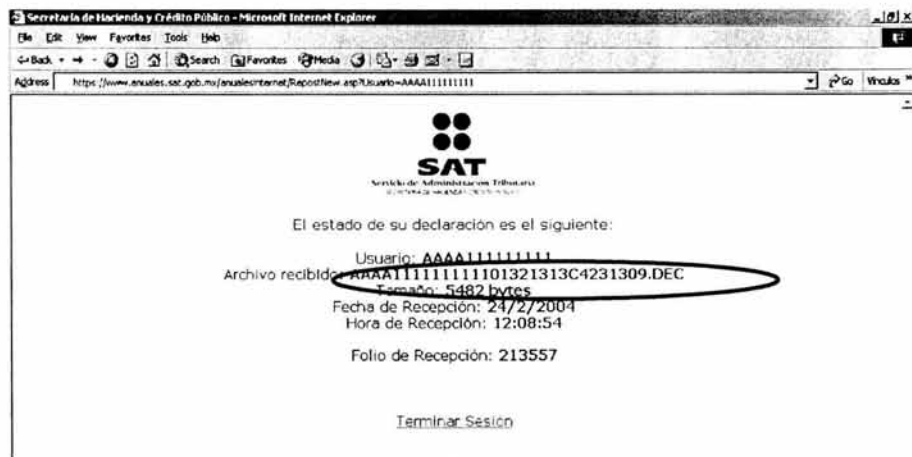 Secretaría de Hacienda y Crédito Público - Microsoft Internet Explorer
File Edit View Favorites Tools Help
Back Search Favorites Media
Address https://www.anuales.sat.gob.mx/anualesinternet/RepostNew.asp?Usuario=AAAA111111111 Go Vínculos »
SAT
Servicio de Administración Tributaria
El estado de su declaración es el siguiente:
Usuario: AAAA111111111
Archivo recibido: AAAA11111111101321313C4231309.DEC
Tamaño: 5482 bytes
Fecha de Recepción: 24/2/2004
Hora de Recepción: 12:08:54
Folio de Recepción: 213557
Terminar Sesión